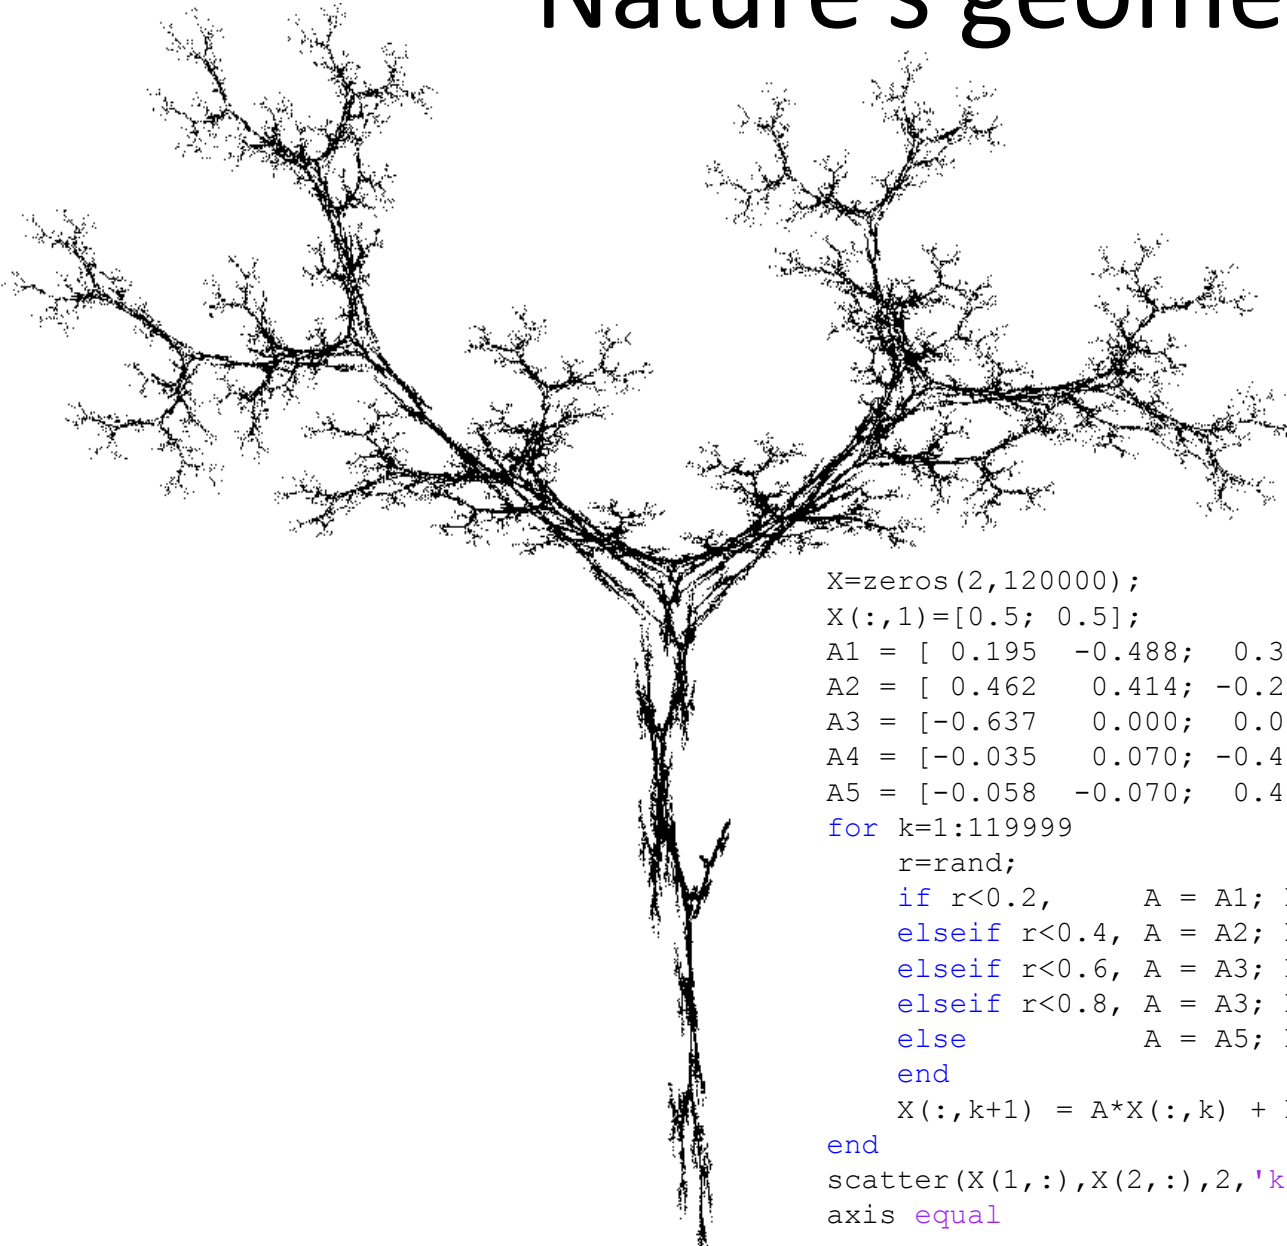 Nature's geome
X=zeros(2,120000);
X(:,1)=[0.5; 0.5];
A1 = [ 0.195  -0.488;  0.3
A2 = [ 0.462   0.414; -0.2
A3 = [-0.637   0.000;  0.0
A4 = [-0.035   0.070; -0.4
A5 = [-0.058  -0.070;  0.4
for k=1:119999
    r=rand;
    if r<0.2,     A = A1;
    elseif r<0.4, A = A2;
    elseif r<0.6, A = A3;
    elseif r<0.8, A = A3;
    else          A = A5;
    end
    X(:,k+1) = A*X(:,k) +
end
scatter(X(1,:),X(2,:),2,'k
axis equal